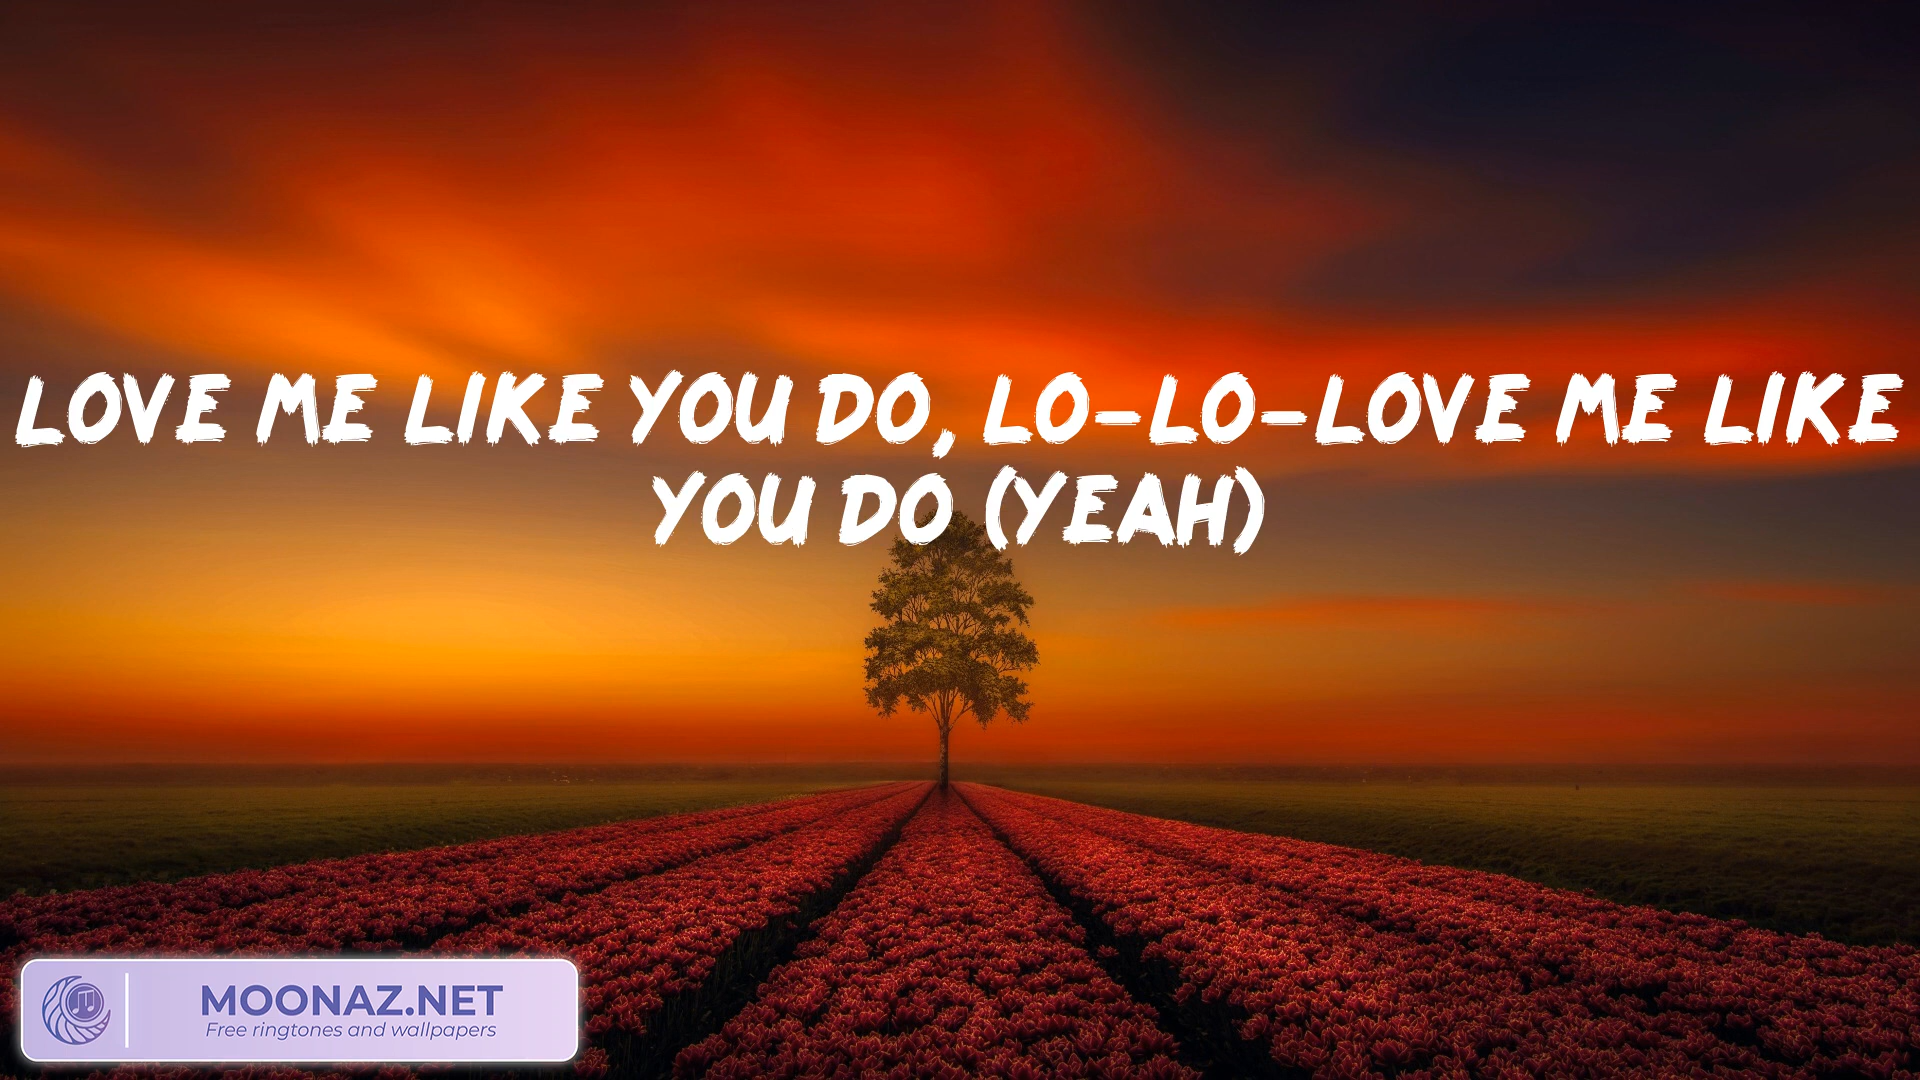 LOVE ME LIKE YOU DO, LO-LO-LOVE ME LIKE
YOU DO (YEAH)
MOONAZ.NET
Free ringtones and wallpapers